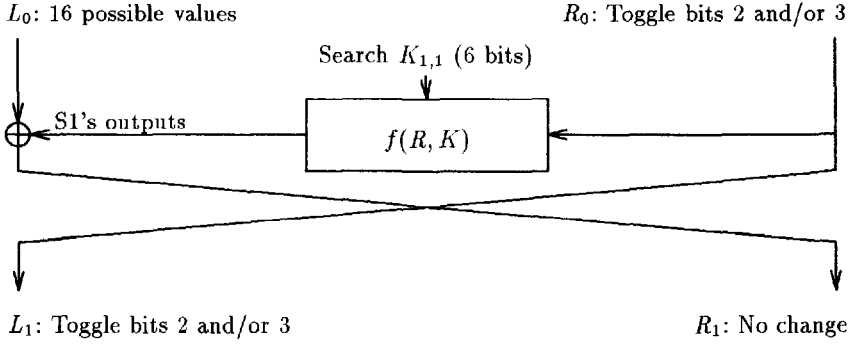 L₀: 16 possible values
R₀: Toggle bits 2 and/or 3
Search K₁,₁ (6 bits)
S1's outputs
f(R, K)
L₁: Toggle bits 2 and/or 3
R₁: No change